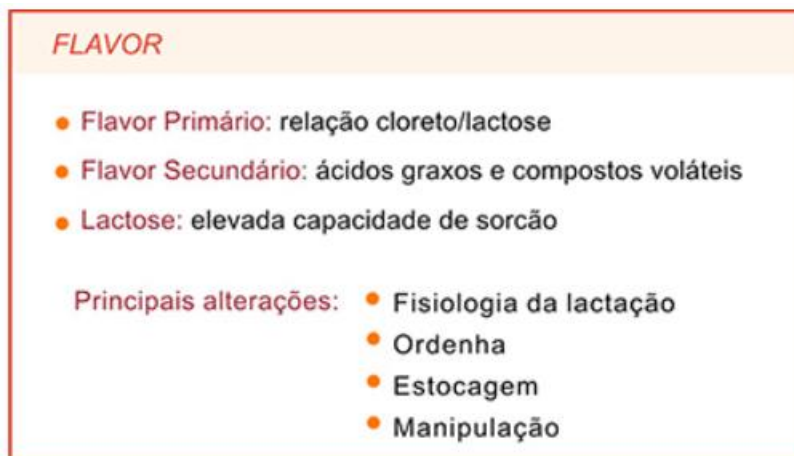 FLAVOR
Flavor Primário: relação cloreto/lactose
Flavor Secundário: ácidos graxos e compostos voláteis
Lactose: elevada capacidade de sorcão
Principais alterações:
Fisiologia da lactação
Ordenha
Estocagem
Manipulação